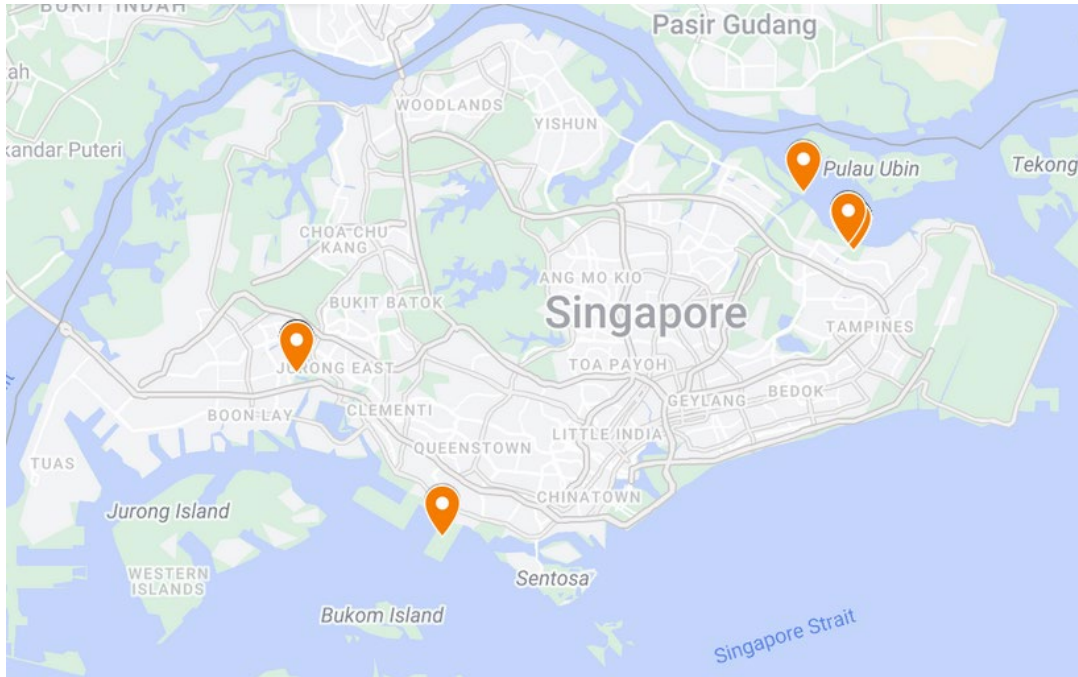 BUKIT INDAH
Pasir Gudang
ah
WOODLANDS
YISHUN
kandar Puteri
Pulau Ubin
Tekong
CHOA CHU
KANG
ANG MO KIO
BUKIT BATOK
Singapore
TAMPINES
JURONG EAST
TOA PAYOH
BEDOK
GEYLANG
BOON LAY
CLEMENTI
LITTLE INDIA
QUEENSTOWN
TUAS
CHINATOWN
Jurong Island
WESTERN
ISLANDS
Sentosa
Bukom Island
Singapore Strait